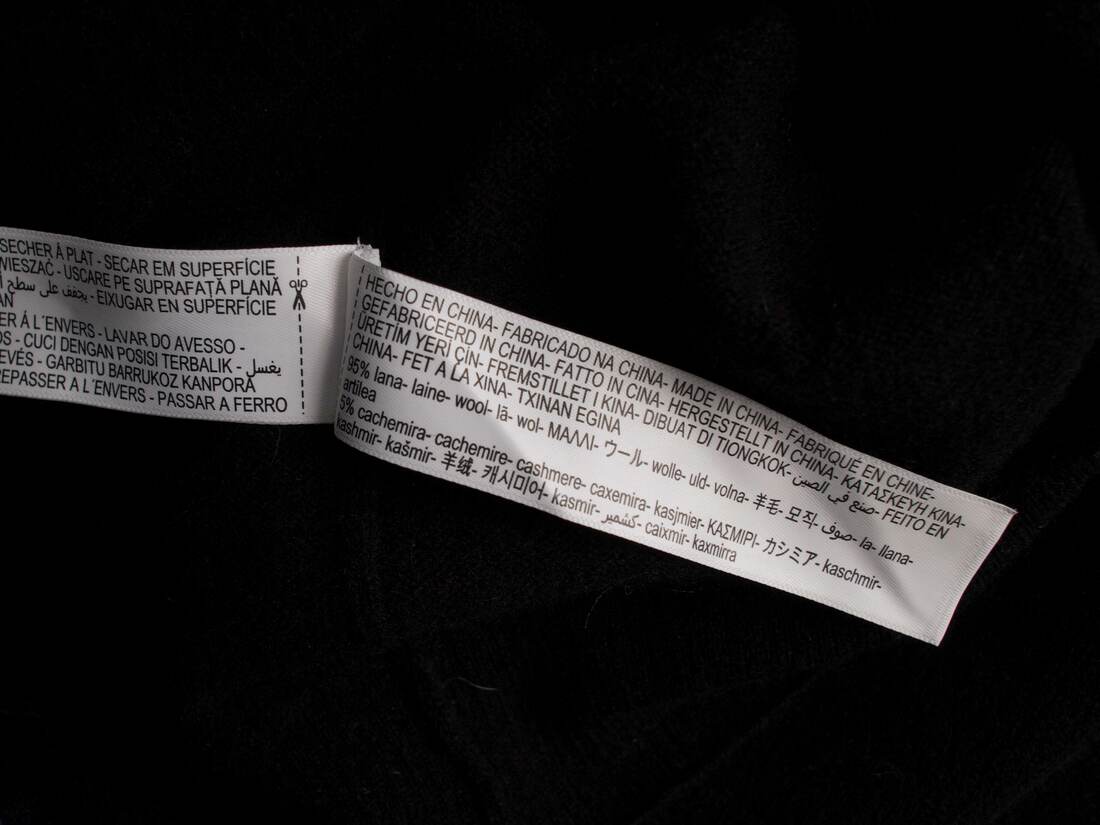 SECHER À PLAT - SECAR EM SUPERFÍCIE
WIESZAĆ - USCARE PE SUPRAFAȚĂ PLANĂ
يجفف على سطح - EIXUGAR EN SUPERFÍCIE
AN
ER Á L´ENVERS - LAVAR DO AVESSO -
OS - CUCI DENGAN POSISI TERBALIK - يغسل
EVÉS - GARBITU BARRUKOZ KANPORA
REPASSER A L´ENVERS - PASSAR A FERRO
HECHO EN CHINA- FABRICADO NA CHINA- MADE IN CHINA- FABRIQUÉ EN CHINE-
GEFABRICEERD IN CHINA- FATTO IN CINA- HERGESTELLT IN CHINA- ΚΑΤΑΣΚΕΥΗ ΚΙΝΑ-
ÜRETİM YERİ ÇİN- FREMSTILLET I KINA- DIBUAT DI TIONGKOK- صنع في الصين- FEITO EN
CHINA- FET A LA XINA- TXINAN EGINA
95% lana- laine- wool- lã- wol- ΜΑΛΛΙ- ウール- wolle- uld- volna- 羊毛- 모직- صوف- la- llana-
artilea
5% cachemira- cachemire- cashmere- caxemira- kasjmier- ΚΑΣΜΙΡΙ- カシミア- kaschmir-
kashmir- kašmir- 羊绒- 캐시미어- kasmir- كشمير- caixmir- kaxmirra